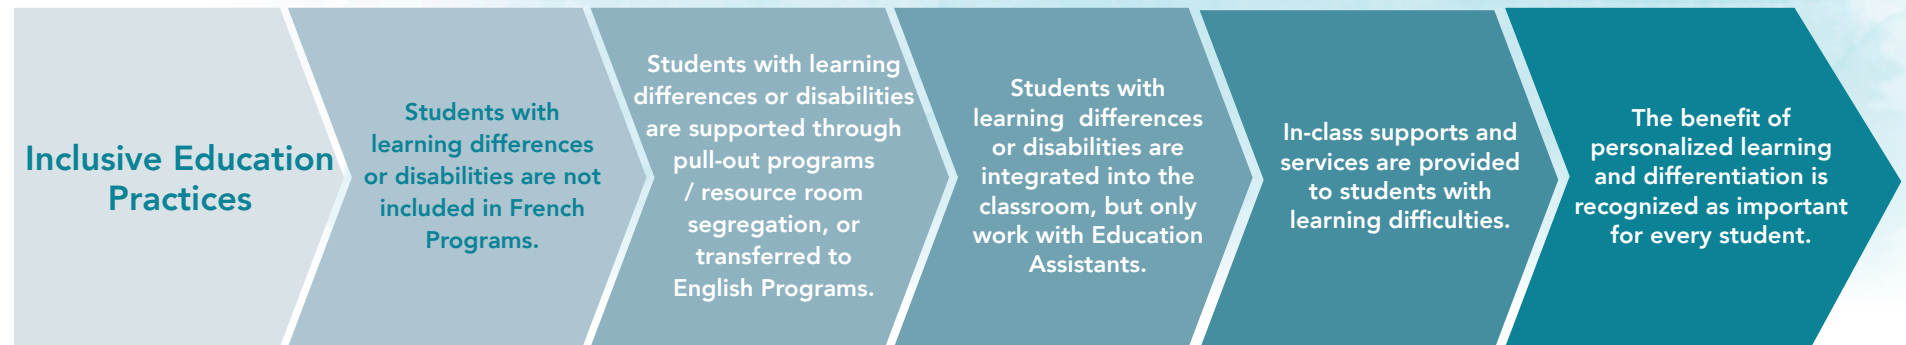 Inclusive Education
Practices
Students with
learning differences
or disabilities are not
included in French
Programs.
Students with learning
differences or disabilities
are supported through
pull-out programs
/ resource room
segregation, or
transferred to
English Programs.
Students with
learning  differences
or disabilities are
integrated into the
classroom, but only
work with Education
Assistants.
In-class supports and
services are provided
to students with
learning difficulties.
The benefit of
personalized learning
and differentiation is
recognized as important
for every student.